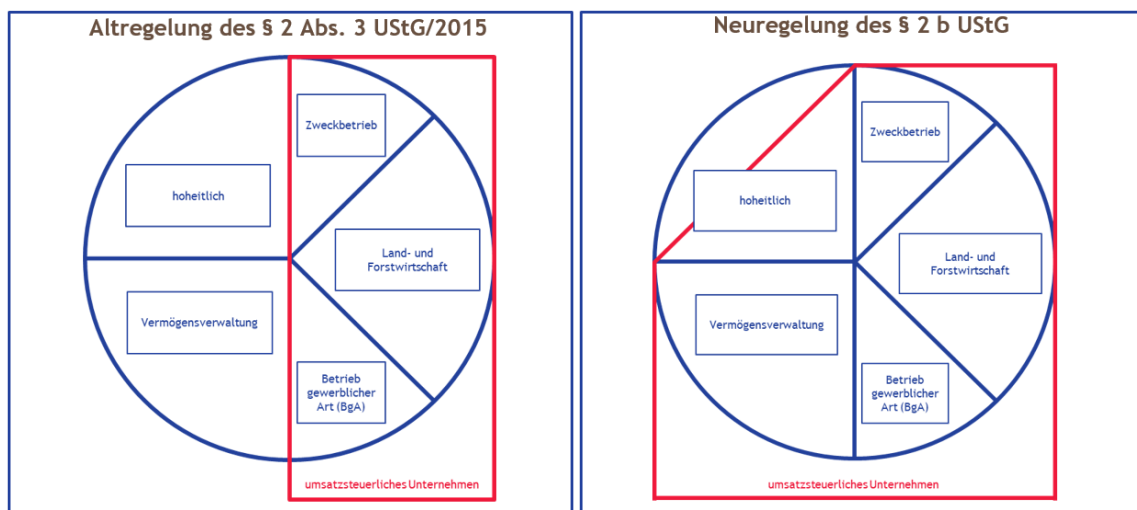 Altregelung des § 2 Abs. 3 UStG/2015
Zweckbetrieb
hoheitlich
Land- und
Forstwirtschaft
Vermögensverwaltung
Betrieb
gewerblicher
Art (BgA)
umsatzsteuerliches Unternehmen
Neuregelung des § 2 b UStG
Zweckbetrieb
hoheitlich
Land- und
Forstwirtschaft
Vermögensverwaltung
Betrieb
gewerblicher
Art (BgA)
umsatzsteuerliches Unternehmen